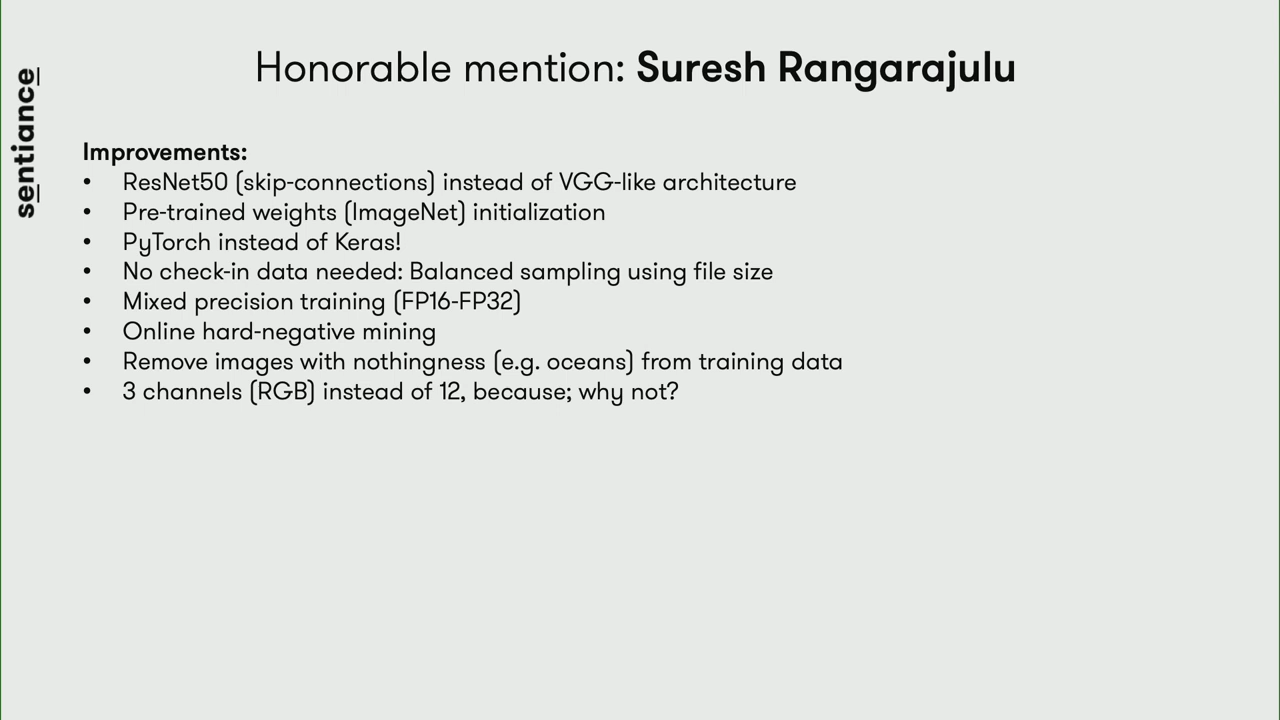 Honorable mention: Suresh Rangarajulu
sentiance
Improvements:
• ResNet50 (skip-connections) instead of VGG-like architecture
• Pre-trained weights (ImageNet) initialization
• PyTorch instead of Keras!
• No check-in data needed: Balanced sampling using file size
• Mixed precision training (FP16-FP32)
• Online hard-negative mining
• Remove images with nothingness (e.g. oceans) from training data
• 3 channels (RGB) instead of 12, because; why not?